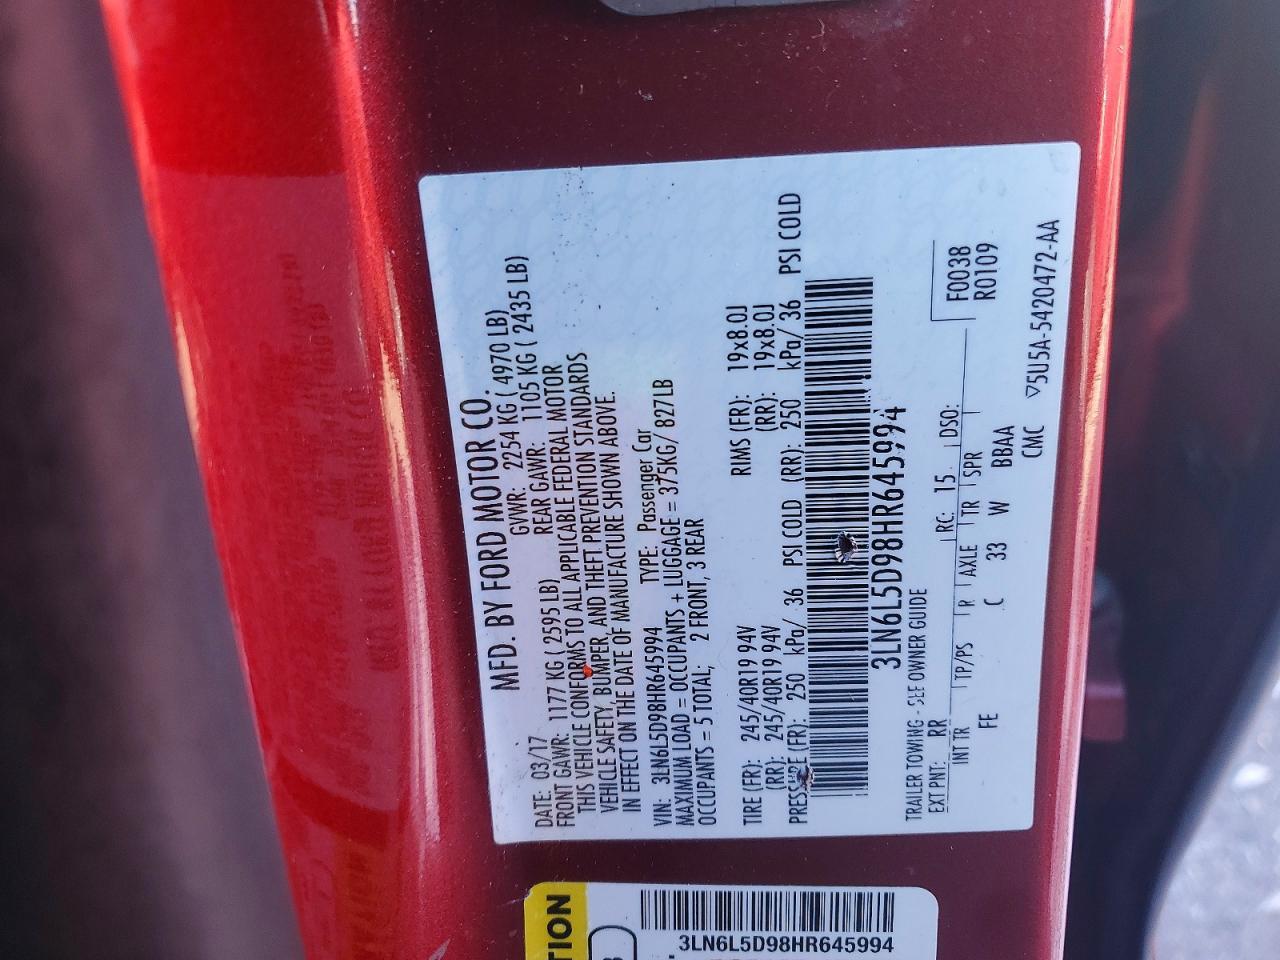 MFD. BY FORD MOTOR CO.
DATE: 03/17 GVWR: 2254 KG ( 4970 LB)
FRONT GAWR: 1177 KG ( 2595 LB) REAR GAWR: 1105 KG ( 2435 LB)
THIS VEHICLE CONFORMS TO ALL APPLICABLE FEDERAL MOTOR
VEHICLE SAFETY, BUMPER, AND THEFT PREVENTION STANDARDS
IN EFFECT ON THE DATE OF MANUFACTURE SHOWN ABOVE.
VIN: 3LN6L5D98HR645994 TYPE: Passenger Car
MAXIMUM LOAD = OCCUPANTS + LUGGAGE = 375KG/ 827LB
OCCUPANTS = 5 TOTAL; 2 FRONT, 3 REAR
TIRE (FR): 245/40R19 94V RIMS (FR): 19x8.0J
(RR): 245/40R19 94V (RR): 19x8.0J
PRESSURE (FR): 250 kPa/ 36 PSI COLD (RR): 250 kPa/ 36 PSI COLD
3LN6L5D98HR645994
TRAILER TOWING - SEE OWNER GUIDE
EXT PNT: RR RC: 15 DSO: F0038
R0109
INT TR TP/PS R AXLE TR SPR
FE C 33 W BBAA
CMC
▽5U5A-5420472-AA
TION
3LN6L5D98HR645994